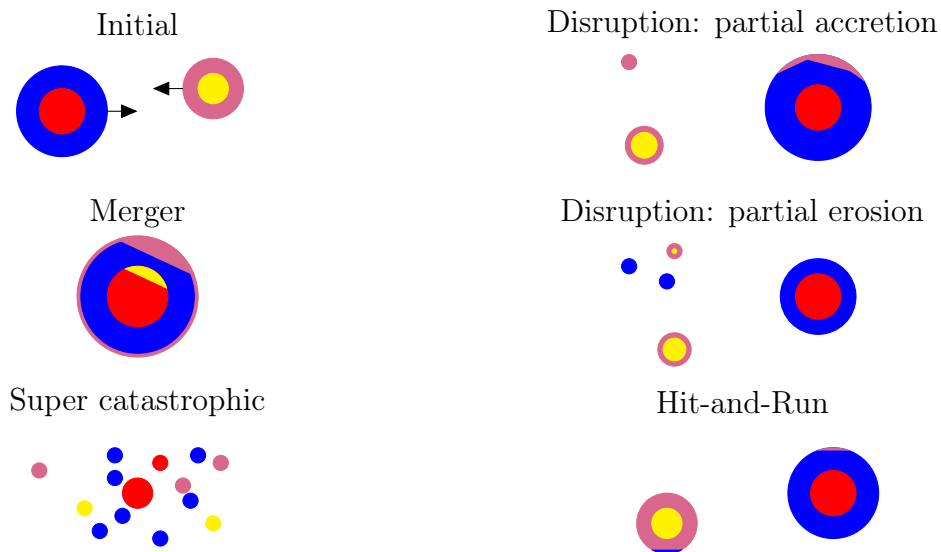 Initial
Disruption: partial accretion
Merger
Disruption: partial erosion
Super catastrophic
Hit-and-Run